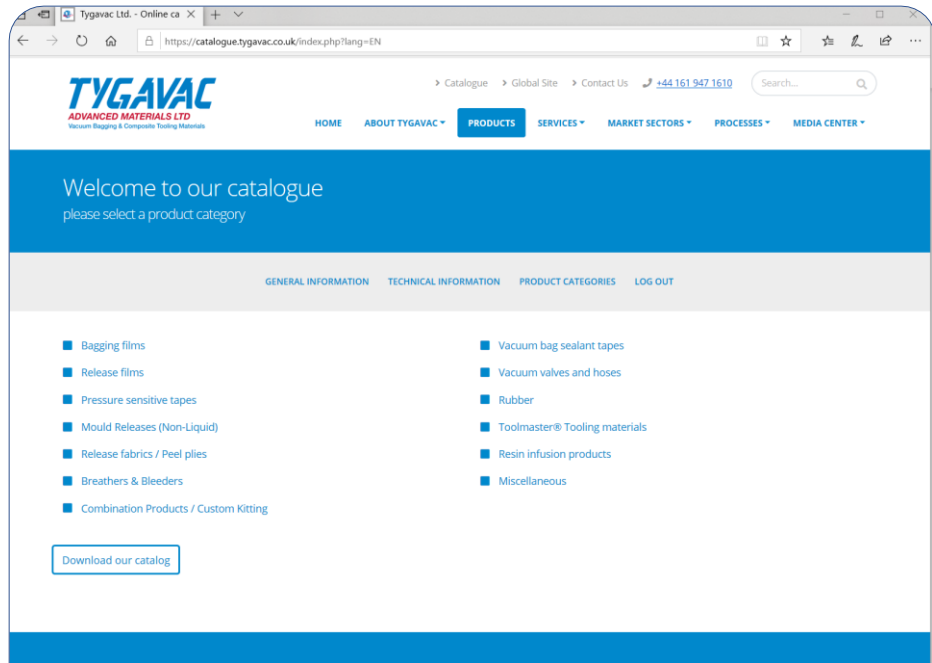 Tygavac Ltd. - Online ca
https://catalogue.tygavac.co.uk/index.php?lang=EN
TYGAVAC
ADVANCED MATERIALS LTD
Vacuum Bagging & Composite Tooling Materials
Catalogue Global Site Contact Us +44 161 947 1610 Search...
HOME ABOUT TYGAVAC PRODUCTS SERVICES MARKET SECTORS PROCESSES MEDIA CENTER
Welcome to our catalogue
please select a product category
GENERAL INFORMATION TECHNICAL INFORMATION PRODUCT CATEGORIES LOG OUT
Bagging films
Release films
Pressure sensitive tapes
Mould Releases (Non-Liquid)
Release fabrics / Peel plies
Breathers & Bleeders
Combination Products / Custom Kitting
Vacuum bag sealant tapes
Vacuum valves and hoses
Rubber
Toolmaster® Tooling materials
Resin infusion products
Miscellaneous
Download our catalog